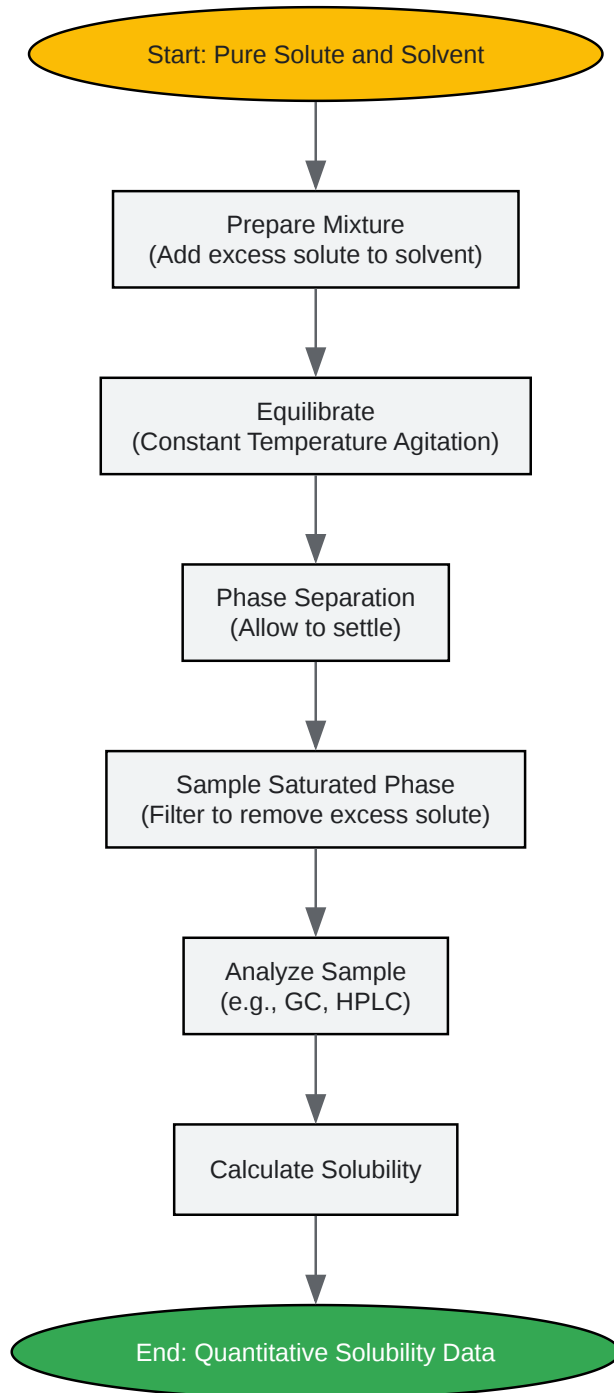 Start: Pure Solute and Solvent
Prepare Mixture
(Add excess solute to solvent)
Equilibrate
(Constant Temperature Agitation)
Phase Separation
(Allow to settle)
Sample Saturated Phase
(Filter to remove excess solute)
Analyze Sample
(e.g., GC, HPLC)
Calculate Solubility
End: Quantitative Solubility Data